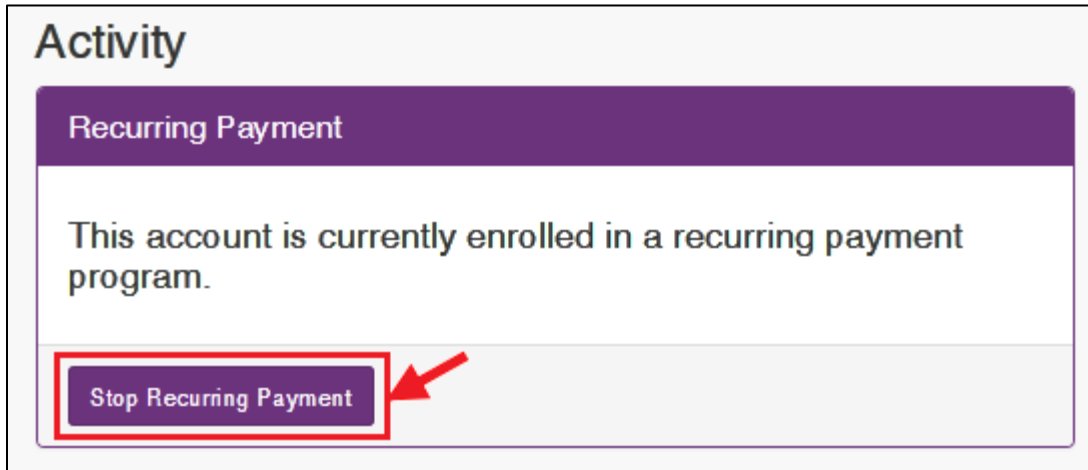 Activity
Recurring Payment
This account is currently enrolled in a recurring payment
program.
Stop Recurring Payment